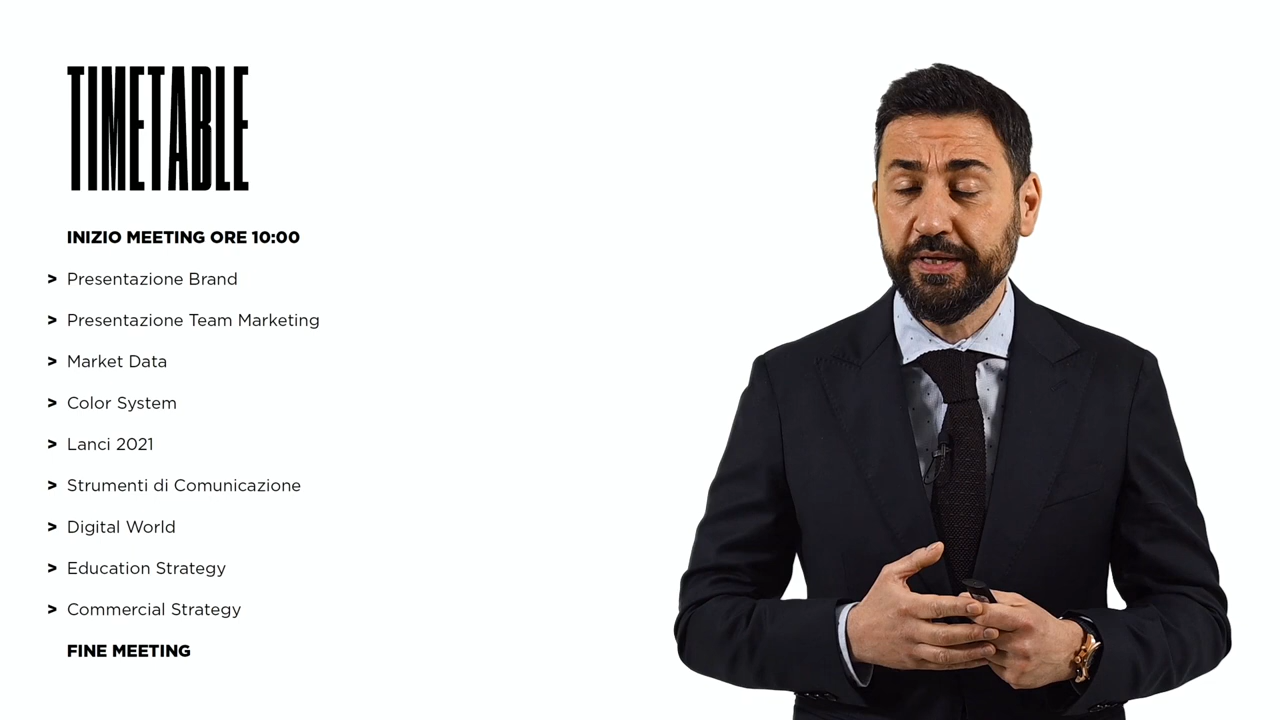 TIMETABLE
INIZIO MEETING ORE 10:00
> Presentazione Brand
> Presentazione Team Marketing
> Market Data
> Color System
> Lanci 2021
> Strumenti di Comunicazione
> Digital World
> Education Strategy
> Commercial Strategy
FINE MEETING